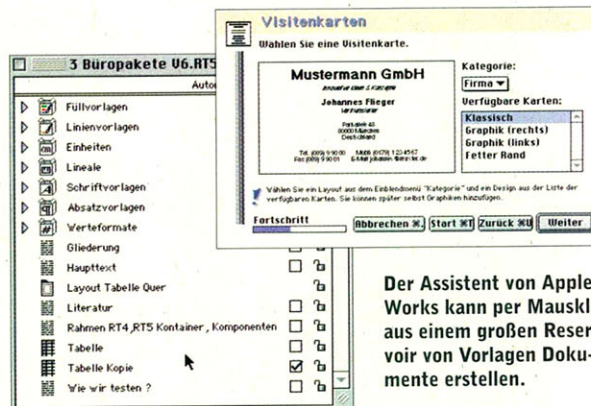 Visitenkarten
Wählen Sie eine Visitenkarte.
Mustermann GmbH
Johannes Flieger
Verkaufsleiter
Deutschland
Kategorie:
Firma
Verfügbare Karten:
Klassisch
Graphik (rechts)
Graphik (links)
Fetter Rand
Wählen Sie ein Layout aus dem Einblendmenü "Kategorie" und ein Design aus der Liste der
verfügbaren Karten. Sie können später selbst Graphiken hinzufügen.
Fortschritt
Abbrechen ⌘.
Start ⌘T
Zurück ⌘U
Weiter
3 Büropakete V6.RT5
Füllvorlagen
Linienvorlagen
Einheiten
Lineale
Schriftvorlagen
Absatzvorlagen
Werteformate
Gliederung
Haupttext
Layout Tabelle Quer
Literatur
Rahmen RT4 ,RT5 Kontainer , Komponenten
Tabelle
Tabelle Kopie
Wie wir testen ?
Der Assistent von Apple
Works kann per Mauskl
aus einem großen Reser
voir von Vorlagen Doku-
mente erstellen.